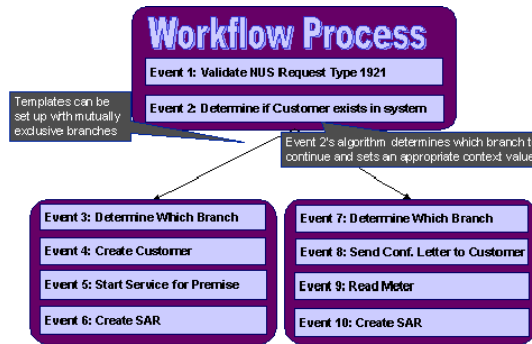 Workflow Process
Event 1: Validate NUS Request Type 1921
Event 2: Determine if Customer exists in system
Templates can be
set up with mutually
exclusive branches
Event 2's algorithm determines which branch t
continue and sets an appropriate context value
Event 3: Determine Which Branch
Event 4: Create Customer
Event 5: Start Service for Premise
Event 6: Create SAR
Event 7: Determine Which Branch
Event 8: Send Conf. Letter to Customer
Event 9: Read Meter
Event 10: Create SAR